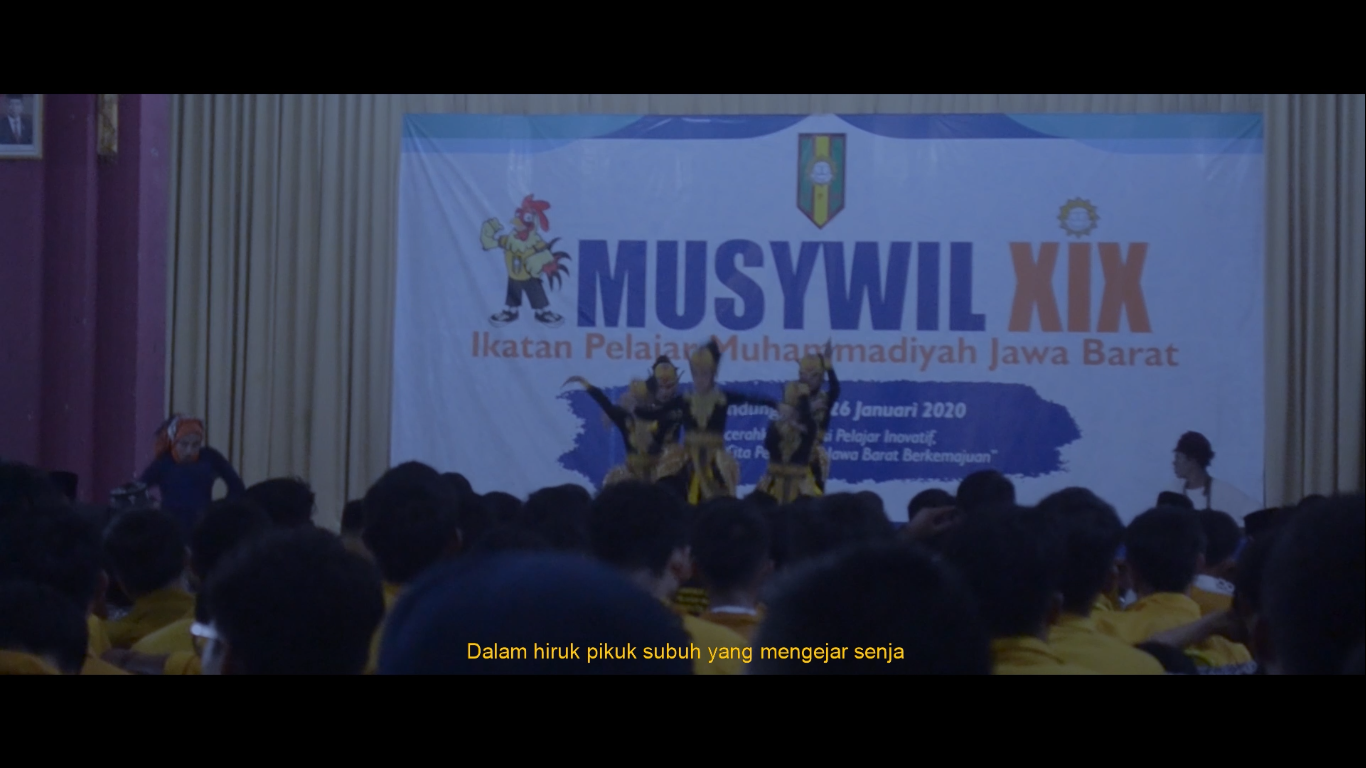 MUSYWIL XIX
Ikatan Pelajar Muhammadiyah Jawa Barat
26 Januari 2020
Pelajar Inovatif,
Jawa Barat Berkemajuan"
Dalam hiruk pikuk subuh yang mengejar senja